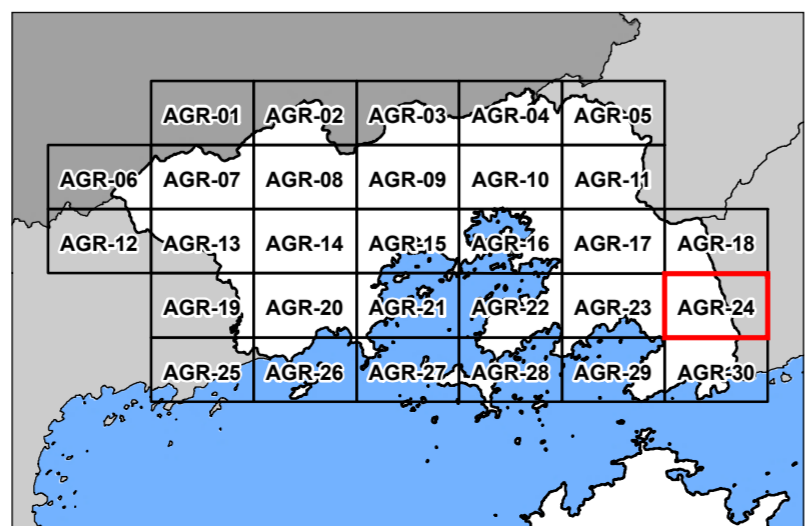 AGR-01 AGR-02 AGR-03 AGR-04 AGR-05
AGR-06 AGR-07 AGR-08 AGR-09 AGR-10 AGR-11
AGR-12 AGR-13 AGR-14 AGR-15 AGR-16 AGR-17 AGR-18
AGR-19 AGR-20 AGR-21 AGR-22 AGR-23 AGR-24
AGR-25 AGR-26 AGR-27 AGR-28 AGR-29 AGR-30